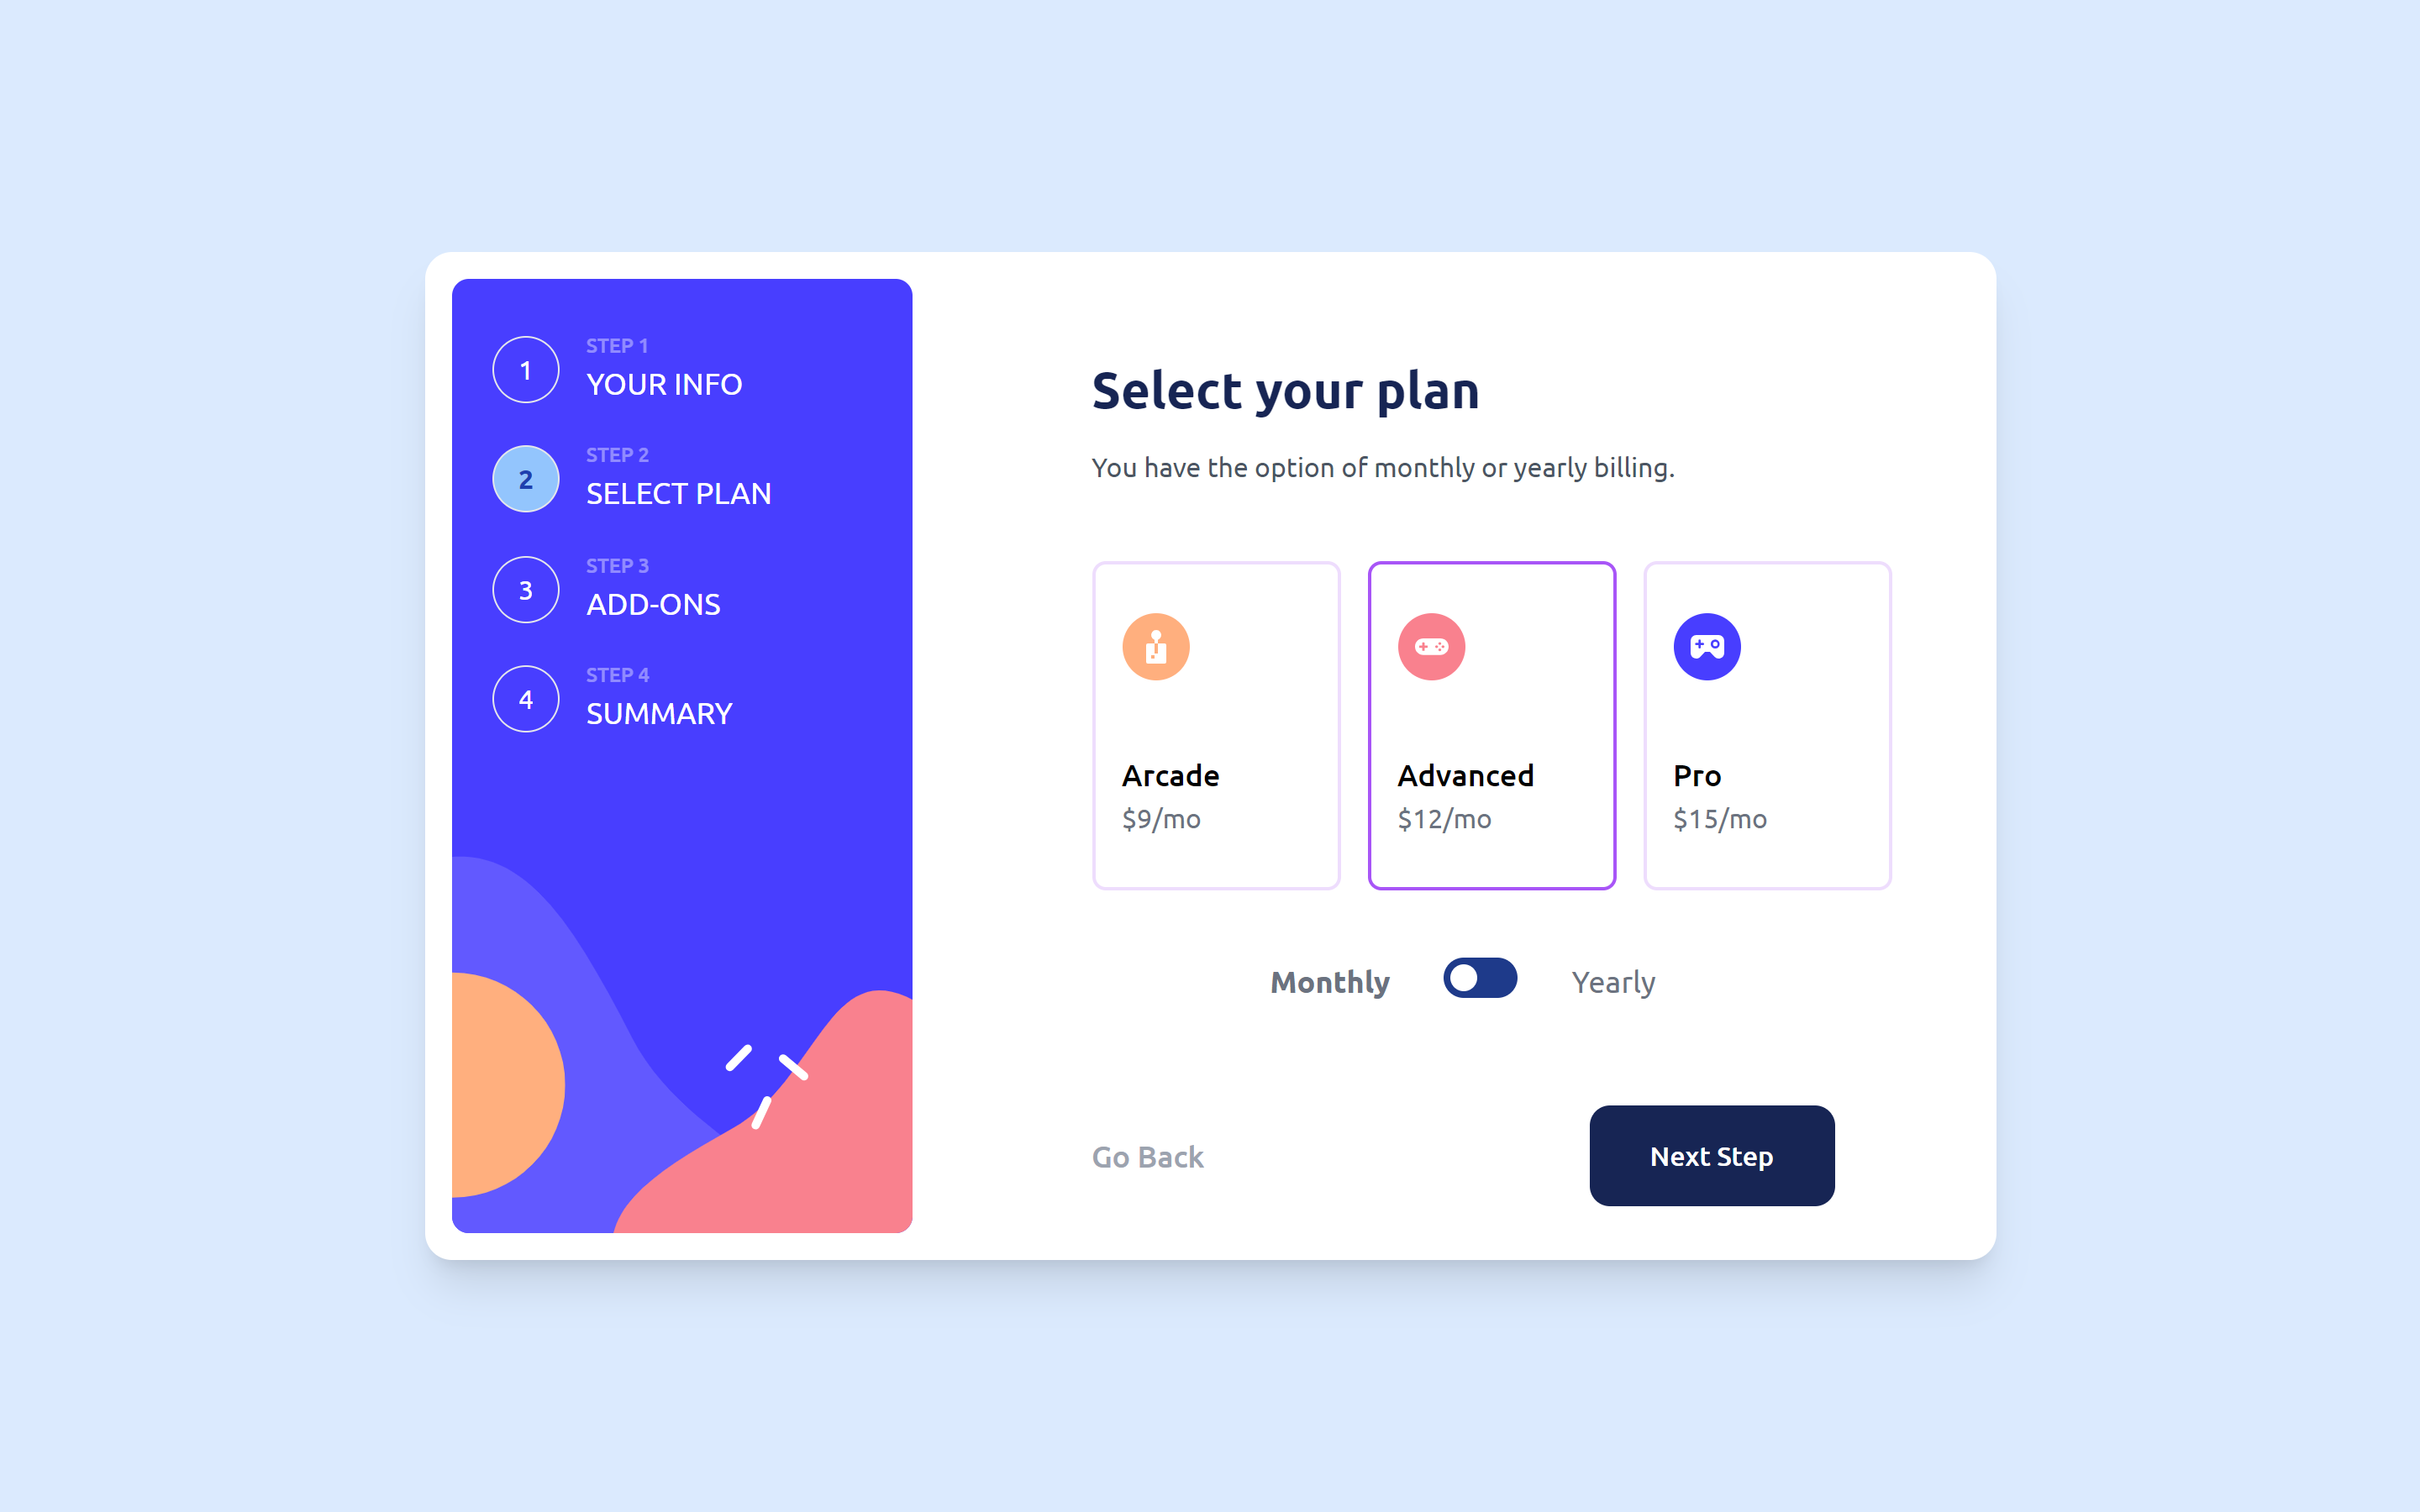 1
STEP 1
YOUR INFO
2
STEP 2
SELECT PLAN
3
STEP 3
ADD-ONS
4
STEP 4
SUMMARY
Select your plan
You have the option of monthly or yearly billing.
Arcade
$9/mo
Advanced
$12/mo
Pro
$15/mo
Monthly
Yearly
Go Back
Next Step